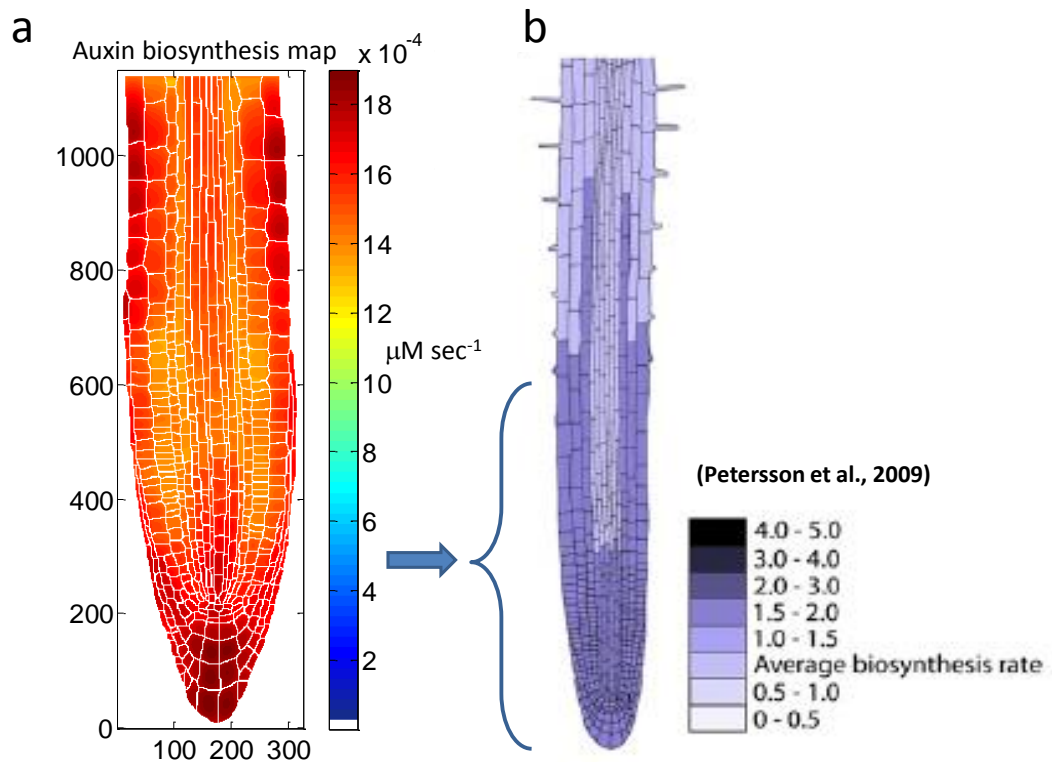 a
Auxin biosynthesis map
x 10-4
1000
800
600
400
200
0
100 200 300
18
16
14
12
10
8
6
4
2
μM sec-1
b
(Petersson et al., 2009)
4.0 - 5.0
3.0 - 4.0
2.0 - 3.0
1.5 - 2.0
1.0 - 1.5
Average biosynthesis rate
0.5 - 1.0
0 - 0.5